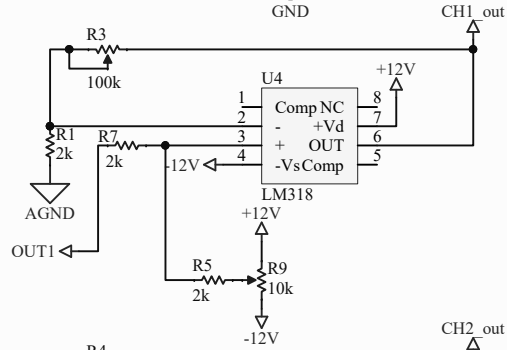 GND
CH1_out
R3
100k
U4
+12V
1
Comp NC
8
2
-
+Vd
7
R1
2k
R7
2k
3
+
OUT
6
-12V
4
-Vs Comp
5
LM318
AGND
+12V
OUT1
R5
2k
R9
10k
-12V
CH2_out
R4